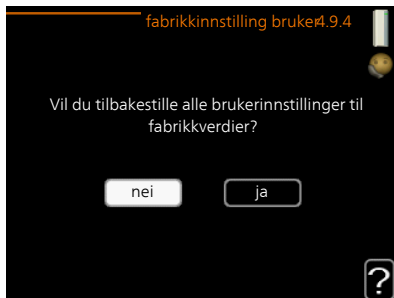 fabrikkinnstilling bruker4.9.4
Vil du tilbakestille alle brukerinnstillinger til
fabrikkverdier?
nei ja
?